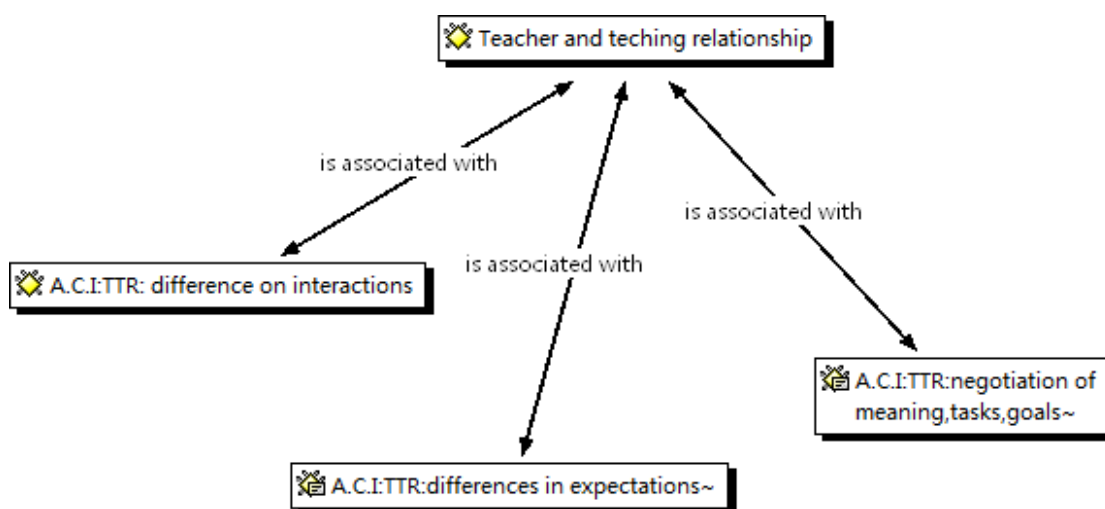 Teacher and teching relationship
is associated with
is associated with
is associated with
A.C.I:TTR: difference on interactions
A.C.I:TTR:negotiation of
meaning,tasks,goals~
A.C.I:TTR:differences in expectations~